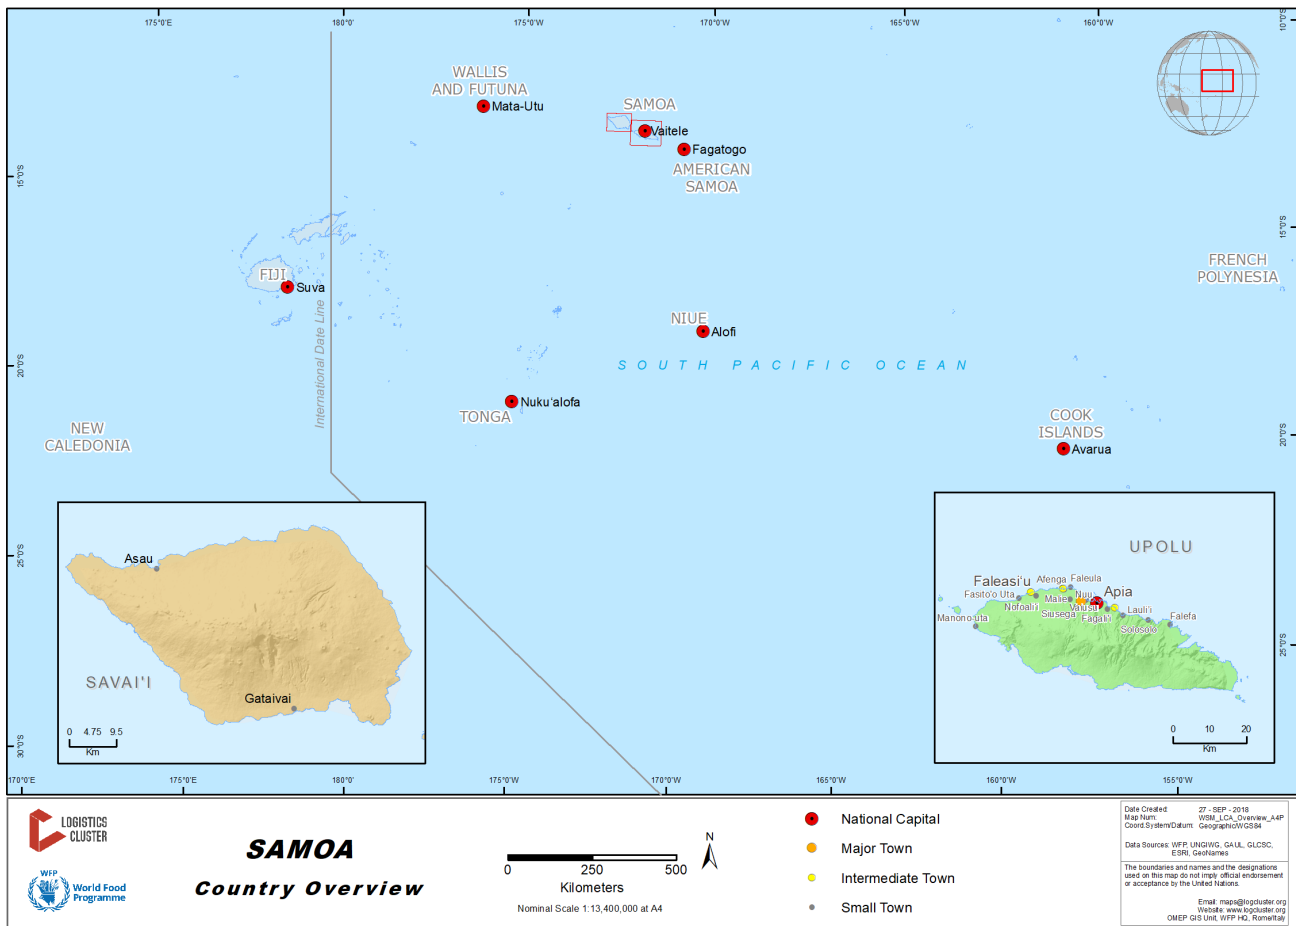 175°0'E
180°0'
175°0'W
170°0'W
165°0'W
160°0'W
10°0'S
WALLIS
AND FUTUNA
Mata-Utu
SAMOA
Vaitele
Fagatogo
AMERICAN
SAMOA
15°0'S
15°0'S
FIJI
Suva
International Date Line
FRENCH
POLYNESIA
NIUE
Alofi
SOUTH PACIFIC OCEAN
20°0'S
20°0'S
TONGA
Nuku'alofa
NEW
CALEDONIA
COOK
ISLANDS
Avarua
25°0'S
25°0'S
30°0'S
Asau
SAVAI'I
Gataivai
0 4.75 9.5
Km
UPOLU
Faleasi'u
Afenga
Faleula
Apia
Fasito'o Uta
Nofoali'i
Malie
Nuu
Vaiusu
Siusega
Fagali'i
Lauli'i
Falefa
Manono uta
Solosolo
0 10 20
Km
170°0'E
175°0'E
180°0'
175°0'W
170°0'W
165°0'W
160°0'W
155°0'W
LOGISTICS
CLUSTER
WFP
World Food
Programme
SAMOA
Country Overview
N
0 250 500
Kilometers
Nominal Scale 1:13,400,000 at A4
National Capital
Major Town
Intermediate Town
Small Town
Date Created: 27 - SEP - 2018
Map Num: WSM_LCA_Overview_A4P
Coord.System/Datum: Geographic/WGS84
Data Sources: WFP, UNGIWG, GAUL, GLCSC,
ESRI, GeoNames
The boundaries and names and the designations
used on this map do not imply official endorsement
or acceptance by the United Nations.
Email: maps@logcluster.org
Website: www.logcluster.org
OMEP GIS Unit, WFP HQ, Rome/Italy